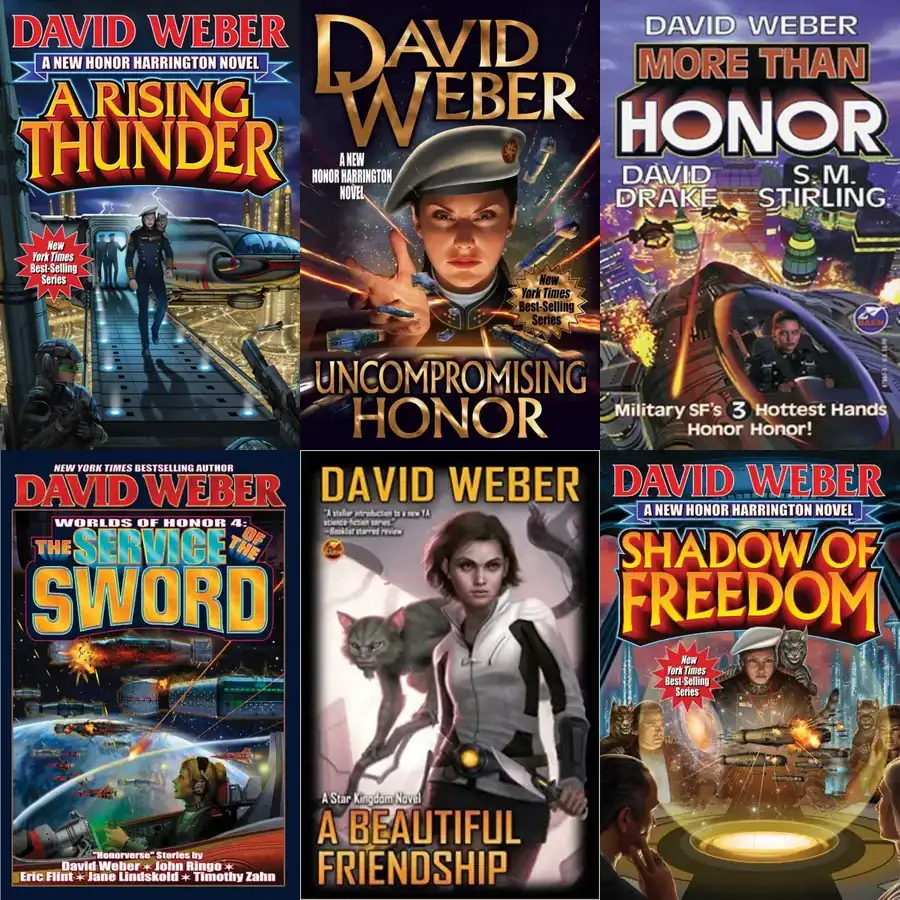 DAVID WEBER
A NEW HONOR HARRINGTON NOVEL
A RISING
THUNDER
New
York Times
Best-Selling
Series
DAVID
WEBER
A NEW
HONOR HARRINGTON
NOVEL
New
York Times
Best-Selling
Series
UNCOMPROMISING
HONOR
DAVID WEBER
MORE THAN
HONOR
DAVID
DRAKE
S. M.
STIRLING
BAEN
Military SF's 3 Hottest Hands
Honor Honor!
NEW YORK TIMES BESTSELLING AUTHOR
DAVID WEBER
WORLDS OF HONOR 4:
THE SERVICE OF THE
SWORD
"Honorverse" Stories by
David Weber ✶ John Ringo ✶
Eric Flint ✶ Jane Lindskold ✶ Timothy Zahn
DAVID WEBER
"A stellar introduction to a new YA
science-fiction series."
—Booklist starred review
A Star Kingdom Novel
A BEAUTIFUL
FRIENDSHIP
DAVID WEBER
A NEW HONOR HARRINGTON NOVEL
SHADOW OF
FREEDOM
New
York Times
Best-Selling
Series